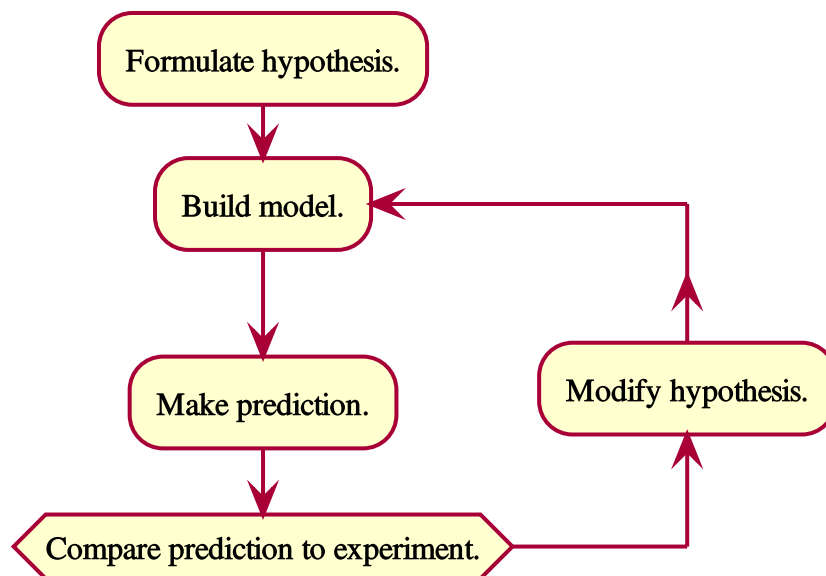 Formulate hypothesis.
Build model.
Make prediction.
Modify hypothesis.
Compare prediction to experiment.